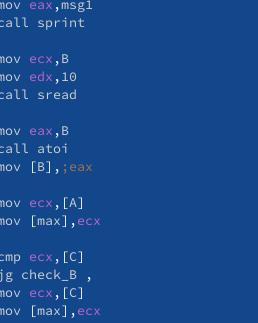 mov eax,msg1
call sprint
mov ecx,B
mov edx,10
call sread
mov eax,B
call atoi
mov [B],;eax
mov ecx,[A]
mov [max],ecx
cmp ecx,[C]
jg check_B ,
mov ecx,[C]
mov [max],ecx